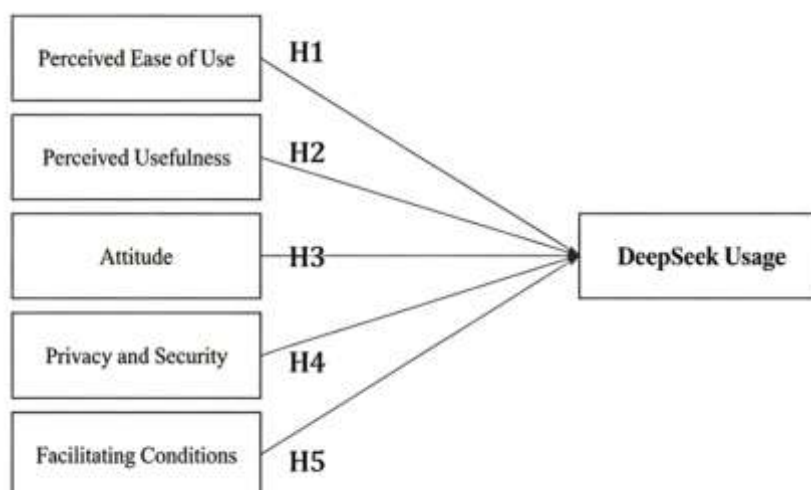 Perceived Ease of Use
H1
Perceived Usefulness
H2
Attitude
H3
DeepSeek Usage
Privacy and Security
H4
Facilitating Conditions
H5